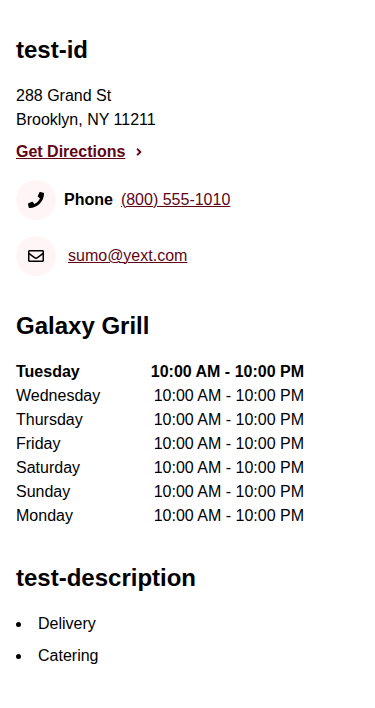 test-id
288 Grand St
Brooklyn, NY 11211
Get Directions
Phone (800) 555-1010
sumo@yext.com
Galaxy Grill
Tuesday 10:00 AM - 10:00 PM
Wednesday 10:00 AM - 10:00 PM
Thursday 10:00 AM - 10:00 PM
Friday 10:00 AM - 10:00 PM
Saturday 10:00 AM - 10:00 PM
Sunday 10:00 AM - 10:00 PM
Monday 10:00 AM - 10:00 PM
test-description
• Delivery
• Catering